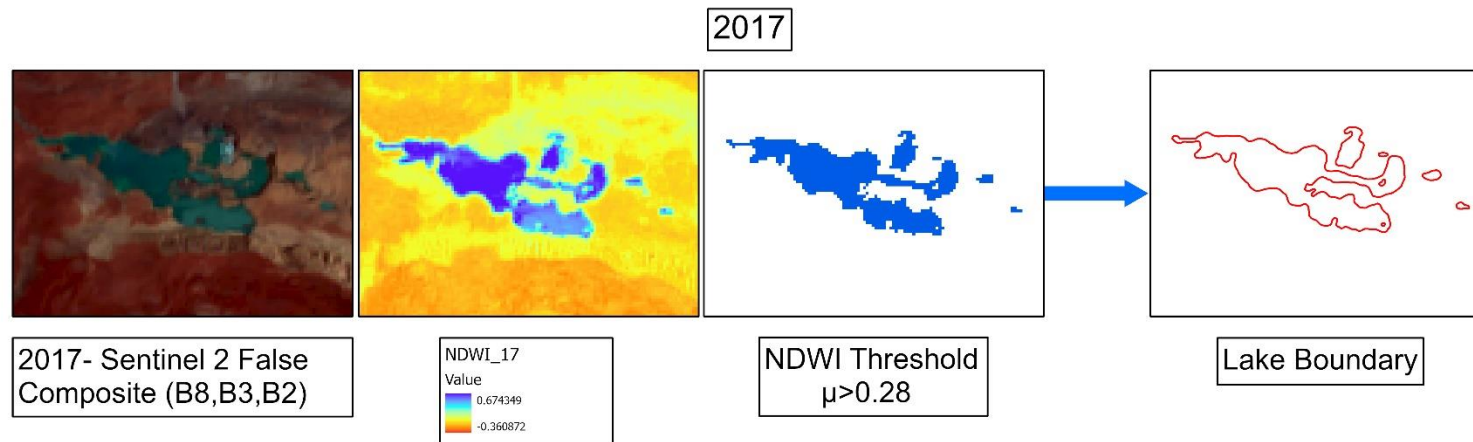 2017
2017- Sentinel 2 False
Composite (B8,B3,B2)
NDWI_17
Value
0.674349
-0.360872
NDWI Threshold
μ>0.28
Lake Boundary